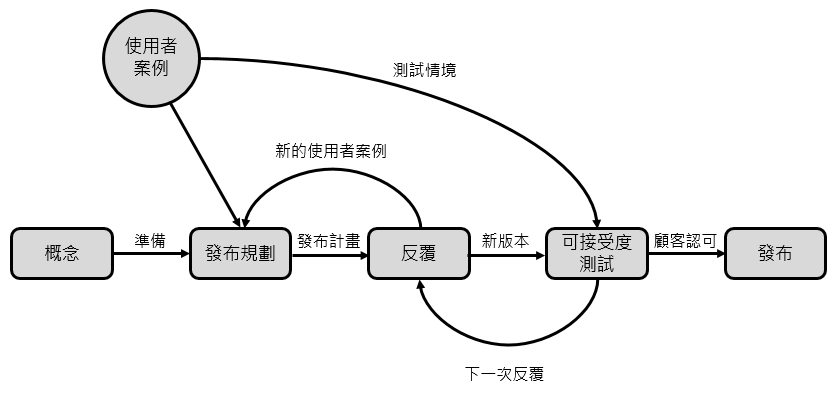 使用者
案例
測試情境
新的使用者案例
概念
準備
發布規劃
發布計畫
反覆
新版本
可接受度
測試
顧客認可
發布
下一次反覆